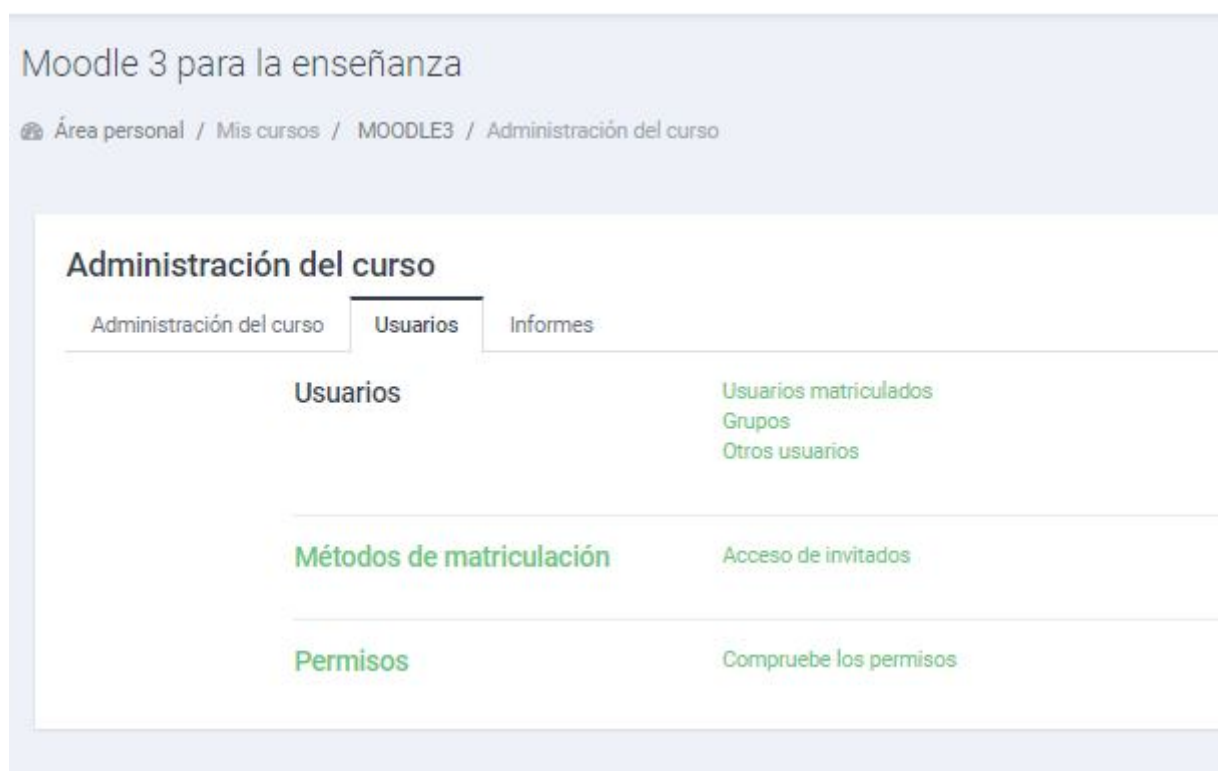 Moodle 3 para la enseñanza
Área personal / Mis cursos / MOODLE3 / Administración del curso
Administración del curso
Administración del curso Usuarios Informes
Usuarios Usuarios matriculados
Grupos
Otros usuarios
Métodos de matriculación Acceso de invitados
Permisos Compruebe los permisos